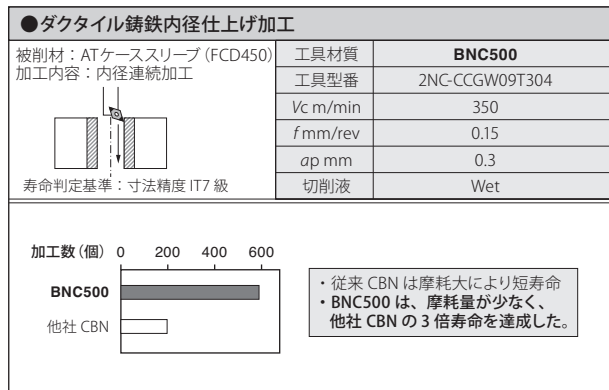 ●ダクタイル鋳鉄内径仕上げ加工
被削材：ATケーススリーブ（FCD450）
加工内容：内径連続加工
寿命判定基準：寸法精度 IT7 級
工具材質 BNC500
工具型番 2NC-CCGW09T304
Vc m/min 350
f mm/rev 0.15
ap mm 0.3
切削液 Wet
加工数（個） 0 200 400 600
BNC500
他社 CBN
・従来 CBN は摩耗大により短寿命
・BNC500 は、摩耗量が少なく、
他社 CBN の 3 倍寿命を達成した。